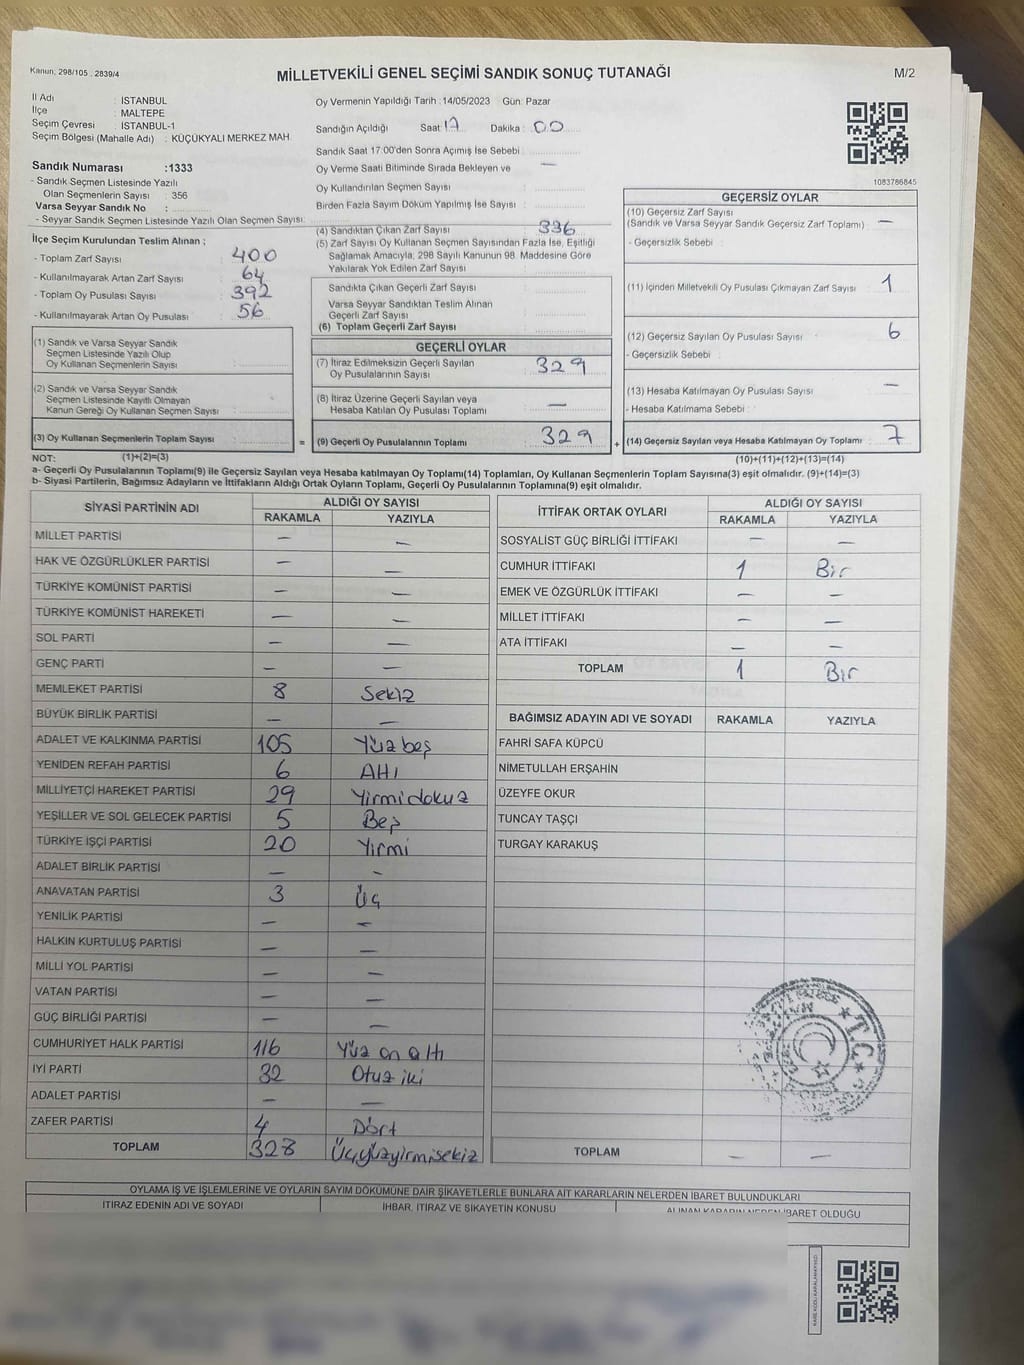 Kanun: 298/105 , 2839/4
MİLLETVEKİLİ GENEL SEÇİMİ SANDIK SONUÇ TUTANAĞI
M/2
İl Adı : İSTANBUL
İlçe : MALTEPE
Seçim Çevresi : İSTANBUL-1
Seçim Bölgesi (Mahalle Adı) : KÜÇÜKYALI MERKEZ MAH.
Sandık Numarası :1333
- Sandık Seçmen Listesinde Yazılı
Olan Seçmenlerin Sayısı : 356
Varsa Seyyar Sandık No :
- Seyyar Sandık Seçmen Listesinde Yazılı Olan Seçmen Sayısı:
İlçe Seçim Kurulundan Teslim Alınan ;
- Toplam Zarf Sayısı : 400
- Kullanılmayarak Artan Zarf Sayısı : 64
- Toplam Oy Pusulası Sayısı : 392
- Kullanılmayarak Artan Oy Pusulası : 56
Oy Vermenin Yapıldığı Tarih : 14/05/2023 Gün: Pazar
Sandığın Açıldığı Saat 17 Dakika : 00
Sandık Saat 17:00'den Sonra Açımış İse Sebebi :
Oy Verme Saati Bitiminde Sırada Bekleyen ve —
Oy Kullandırılan Seçmen Sayısı :
Birden Fazla Sayım Döküm Yapılmış İse Sayısı :
(4) Sandıktan Çıkan Zarf Sayısı : 336
(5) Zarf Sayısı Oy Kullanan Seçmen Sayısından Fazla İse, Eşitliği
Sağlamak Amacıyla; 298 Sayılı Kanunun 98. Maddesine Göre
Yakılarak Yok Edilen Zarf Sayısı :
Sandıkta Çıkan Geçerli Zarf Sayısı :
Varsa Seyyar Sandıktan Teslim Alınan
Geçerli Zarf Sayısı :
(6) Toplam Geçerli Zarf Sayısı :
1083786845
GEÇERSİZ OYLAR
(10) Geçersiz Zarf Sayısı
(Sandık ve Varsa Seyyar Sandık Geçersiz Zarf Toplamı) : —
- Geçersizlik Sebebi :
(11) İçinden Milletvekili Oy Pusulası Çıkmayan Zarf Sayısı : 1
(12) Geçersiz Sayılan Oy Pusulası Sayısı : 6
- Geçersizlik Sebebi :
(13) Hesaba Katılmayan Oy Pusulası Sayısı : —
- Hesaba Katılmama Sebebi :
(14) Geçersiz Sayılan veya Hesaba Katılmayan Oy Toplamı : 7
(1) Sandık ve Varsa Seyyar Sandık
Seçmen Listesinde Yazılı Olup
Oy Kullanan Seçmenlerin Sayısı :
(2) Sandık ve Varsa Seyyar Sandık
Seçmen Listesinde Kayıtlı Olmayan
Kanun Gereği Oy Kullanan Seçmen Sayısı :
(3) Oy Kullanan Seçmenlerin Toplam Sayısı :
GEÇERLİ OYLAR
(7) İtiraz Edilmeksizin Geçerli Sayılan
Oy Pusulalarının Sayısı : 329
(8) İtiraz Üzerine Geçerli Sayılan veya
Hesaba Katılan Oy Pusulası Toplamı : —
= (9) Geçerli Oy Pusulalarının Toplamı : 329 +
NOT: (1)+(2)=(3)
(10)+(11)+(12)+(13)=(14)
a- Geçerli Oy Pusulalarının Toplamı(9) ile Geçersiz Sayılan veya Hesaba katılmayan Oy Toplamı(14) Toplamları, Oy Kullanan Seçmenlerin Toplam Sayısına(3) eşit olmalıdır. (9)+(14)=(3)
b- Siyasi Partilerin, Bağımsız Adayların ve İttifakların Aldığı Ortak Oyların Toplamı, Geçerli Oy Pusulalarının Toplamına(9) eşit olmalıdır.
SİYASİ PARTİNİN ADI ALDIĞI OY SAYISI
RAKAMLA YAZIYLA
MİLLET PARTİSİ — —
HAK VE ÖZGÜRLÜKLER PARTİSİ — —
TÜRKİYE KOMÜNİST PARTİSİ — —
TÜRKİYE KOMÜNİST HAREKETİ — —
SOL PARTİ — —
GENÇ PARTİ — —
MEMLEKET PARTİSİ 8 Sekiz
BÜYÜK BİRLİK PARTİSİ — —
ADALET VE KALKINMA PARTİSİ 105 Yüz beş
YENİDEN REFAH PARTİSİ 6 Altı
MİLLİYETÇİ HAREKET PARTİSİ 29 Yirmi dokuz
YEŞİLLER VE SOL GELECEK PARTİSİ 5 Beş
TÜRKİYE İŞÇİ PARTİSİ 20 Yirmi
ADALET BİRLİK PARTİSİ — —
ANAVATAN PARTİSİ 3 Üç
YENİLİK PARTİSİ — —
HALKIN KURTULUŞ PARTİSİ — —
MİLLİ YOL PARTİSİ — —
VATAN PARTİSİ — —
GÜÇ BİRLİĞİ PARTİSİ — —
CUMHURİYET HALK PARTİSİ 116 Yüz on altı
İYİ PARTİ 32 Otuz iki
ADALET PARTİSİ — —
ZAFER PARTİSİ 4 Dört
TOPLAM 328 Üçyüzyirmisekiz
İTTİFAK ORTAK OYLARI ALDIĞI OY SAYISI
RAKAMLA YAZIYLA
SOSYALİST GÜÇ BİRLİĞİ İTTİFAKI — —
CUMHUR İTTİFAKI 1 Bir
EMEK VE ÖZGÜRLÜK İTTİFAKI — —
MİLLET İTTİFAKI — —
ATA İTTİFAKI — —
TOPLAM 1 Bir
BAĞIMSIZ ADAYIN ADI VE SOYADI RAKAMLA YAZIYLA
FAHRİ SAFA KÜPCÜ
NİMETULLAH ERŞAHİN
ÜZEYFE OKUR
TUNCAY TAŞÇI
TURGAY KARAKUŞ
T.C.
TOPLAM — —
OYLAMA İŞ VE İŞLEMLERİNE VE OYLARIN SAYIM DÖKÜMÜNE DAİR ŞİKAYETLERLE BUNLARA AİT KARARLARIN NELERDEN İBARET BULUNDUKLARI
İTİRAZ EDENİN ADI VE SOYADI İHBAR, İTİRAZ VE ŞİKAYETİN KONUSU ALINAN KARARIN NEDEN İBARET OLDUĞU